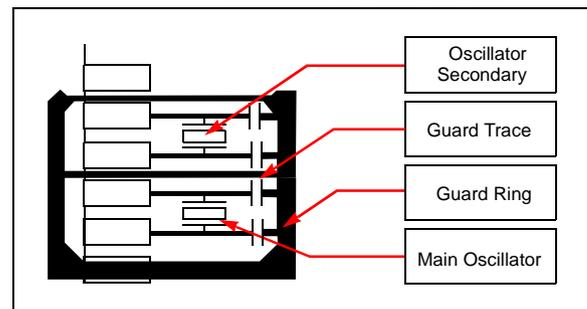 Oscillator
Secondary
Guard Trace
Guard Ring
Main Oscillator